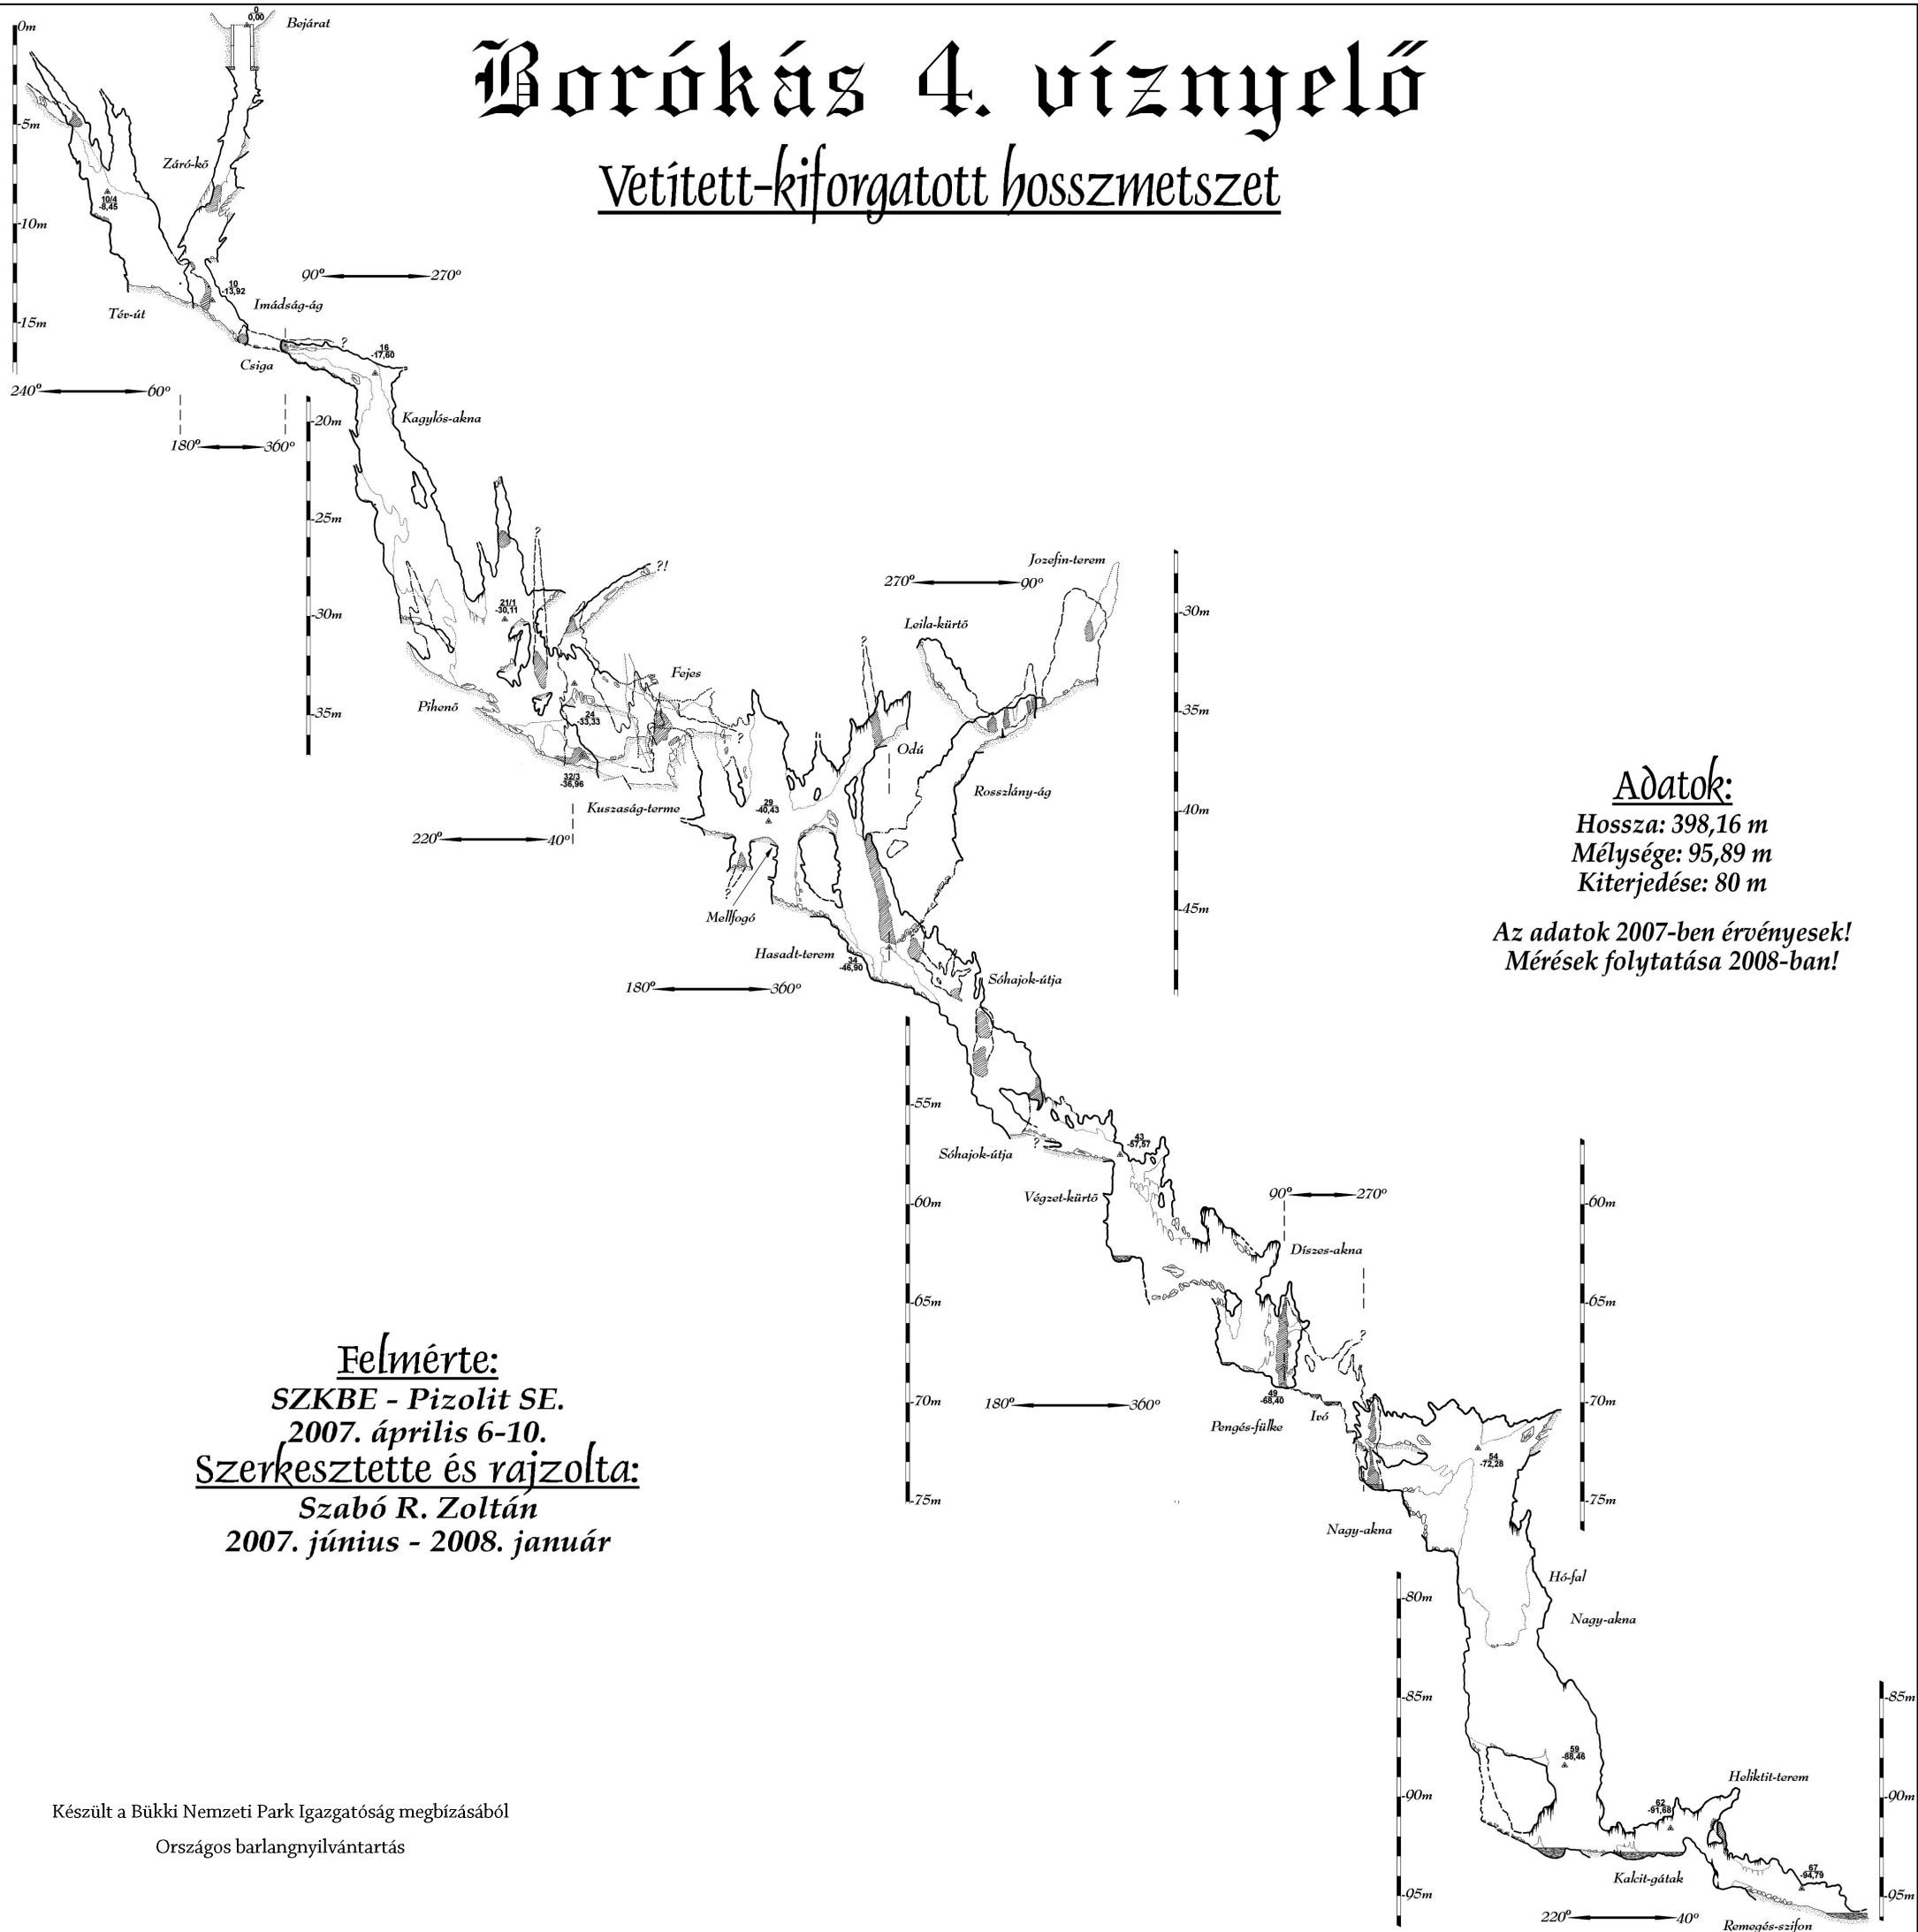 Borókás 4. víznyelő
Vetített-kiforgatott hosszmetszet
0
0,00
Bejárat
0m
-5m
-10m
-15m
Záró-kő
10/4
-8,45
10
-13,92
90° 270°
Imádság-ág
Tév-út
Csiga
?
16
-17,60
240° 60°
180° 360°
Kagylós-akna
-20m
-25m
-30m
-35m
?
?!
21/1
-30,11
Pihenő
24
-33,33
Fejes
?
32/3
-36,96
Kuszaság-terme
220° 40°
270° 90°
Jozefin-terem
Leila-kürtő
?
Odú
Rosszlány-ág
-30m
-35m
-40m
-45m
29
-40,43
?
Mellfogó
Hasadt-terem
34
-46,90
180° 360°
Sóhajok-útja
Adatok:
Hossza: 398,16 m
Mélysége: 95,89 m
Kiterjedése: 80 m
Az adatok 2007-ben érvényesek!
Mérések folytatása 2008-ban!
-55m
-60m
-65m
-70m
-75m
?
Sóhajok-útja
43
-57,57
Végzet-kürtő
90° 270°
Díszes-akna
?
180° 360°
49
-68,40
Pengés-fülke
Ivó
-60m
-65m
-70m
-75m
54
-72,28
Nagy-akna
Hó-fal
Nagy-akna
Felmérte:
SZKBE - Pizolit SE.
2007. április 6-10.
Szerkesztette és rajzolta:
Szabó R. Zoltán
2007. június - 2008. január
-80m
-85m
-90m
-95m
59
-88,46
62
-91,68
Heliktit-terem
-85m
-90m
-95m
67
-94,79
Kalcit-gátak
220° 40°
Remegés-szifon
Készült a Bükki Nemzeti Park Igazgatóság megbízásából
Országos barlangnyilvántartás